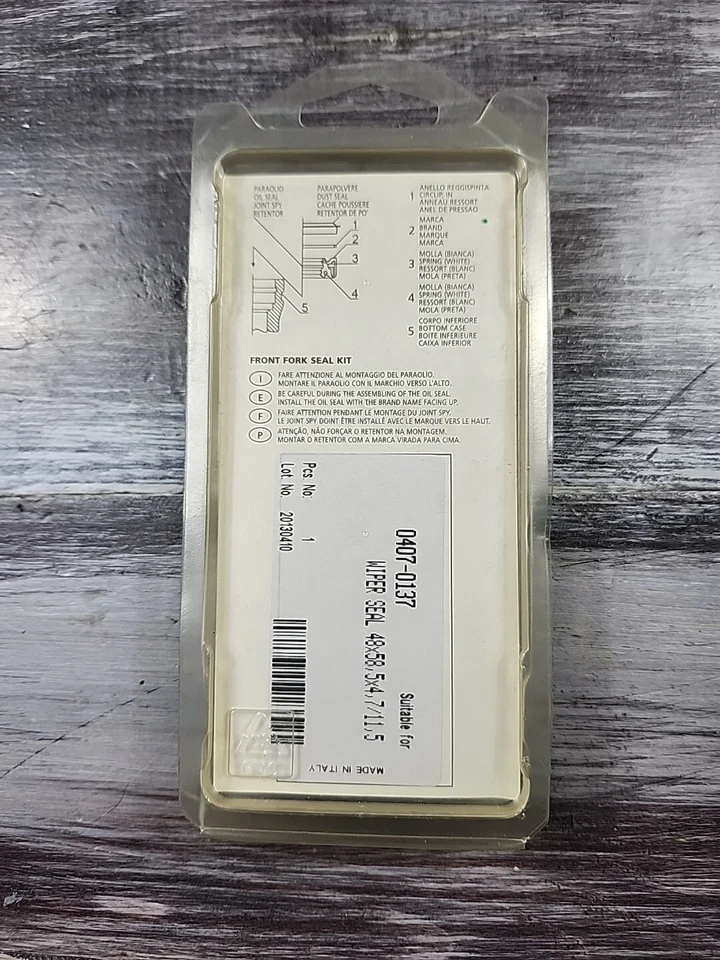 PARAOLIO
OIL SEAL
JOINT SPY
RETENTOR
PARAPOLVERE
DUST SEAL
CACHE POUSSIERE
RETENTOR DE PO'
1
2
3
4
5
1 ANELLO REGGISPINTA
CIRCLIP, IN
ANNEAU RESSORT
ANEL DE PRESSAO
2 MARCA
BRAND
MARQUE
MARCA
3 MOLLA (BIANCA)
SPRING (WHITE)
RESSORT (BLANC)
MOLA (PRETA)
4 MOLLA (BIANCA)
SPRING (WHITE)
RESSORT (BLANC)
MOLA (PRETA)
5 CORPO INFERIORE
BOTTOM CASE
BOITE INFERIEURE
CAIXA INFERIOR
FRONT FORK SEAL KIT
I FARE ATTENZIONE AL MONTAGGIO DEL PARAOLIO.
MONTARE IL PARAOLIO CON IL MARCHIO VERSO L'ALTO.
E BE CAREFUL DURING THE ASSEMBLING OF THE OIL SEAL.
INSTALL THE OIL SEAL WITH THE BRAND NAME FACING UP.
F FAIRE ATTENTION PENDANT LE MONTAGE DU JOINT SPY.
LE JOINT SPY DOINT ÊTRE INSTALLÉ AVEC LE MARQUE VERS LE HAUT.
P ATENÇÃO, NÃO FORÇAR O RETENTOR NA MONTAGEM.
MONTAR O RETENTOR COM A MARCA VIRADA PARA CIMA.
Suitable for
0407-0137
WIPER SEAL 48x58,5x4,7/11,5
Pcs. No. 1
Lot. No. 20130410
MADE IN ITALY